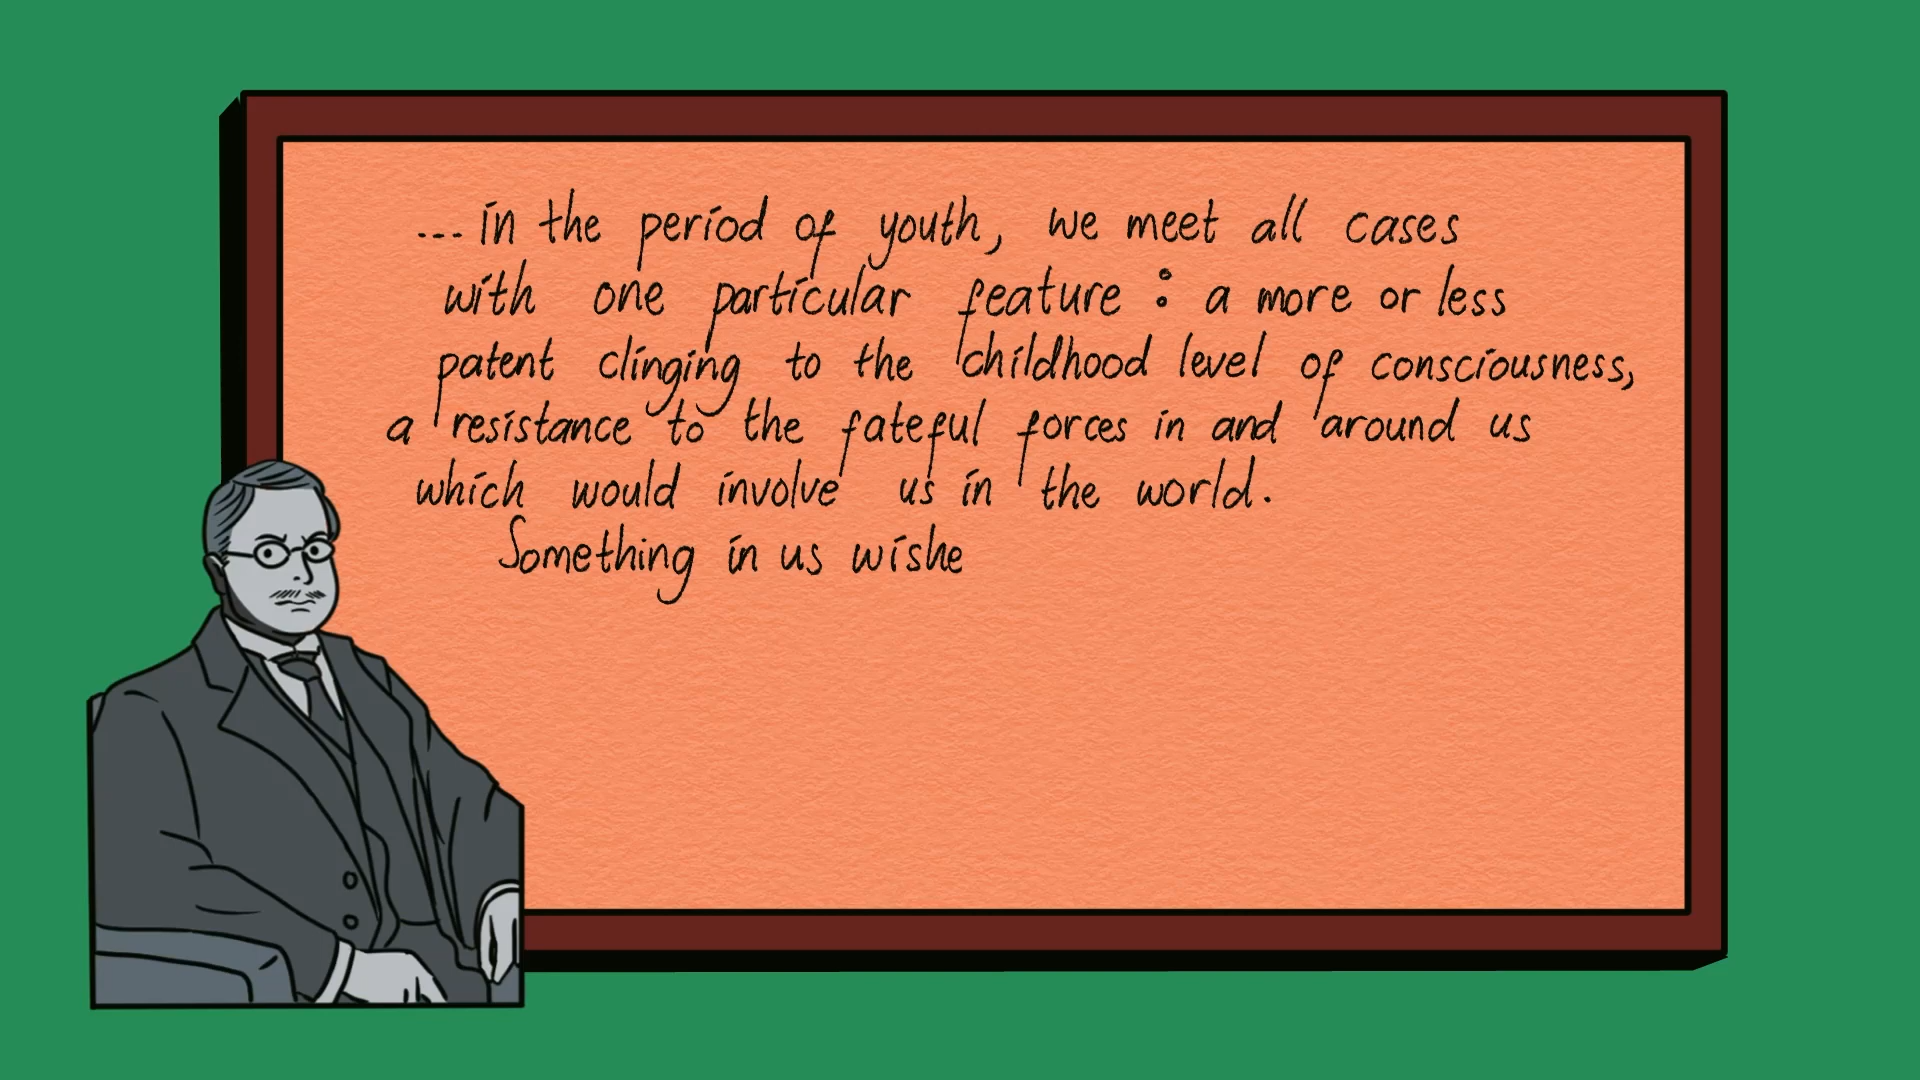 --- in the period of youth, we meet all cases
with one particular feature : a more or less
patent clinging to the childhood level of consciousness,
a resistance to the fateful forces in and around us
which would involve us in the world.
Something in us wishe